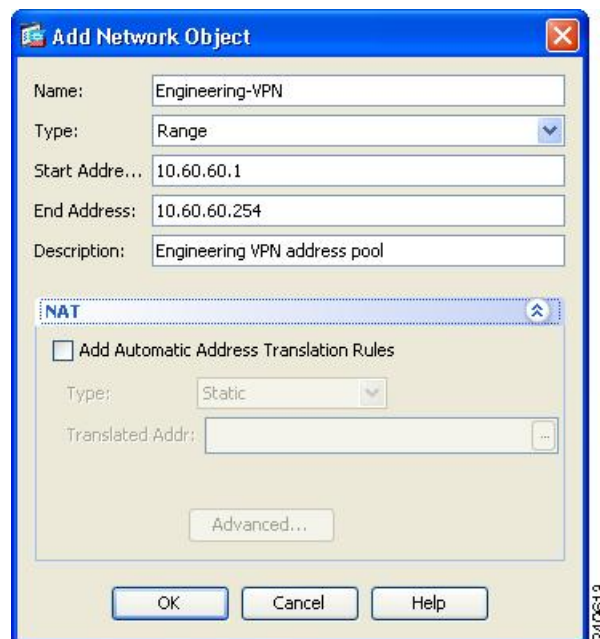 Add Network Object
Name: Engineering-VPN
Type: Range
Start Addre... 10.60.60.1
End Address: 10.60.60.254
Description: Engineering VPN address pool
NAT
Add Automatic Address Translation Rules
Type: Static
Translated Addr: ...
Advanced...
OK Cancel Help